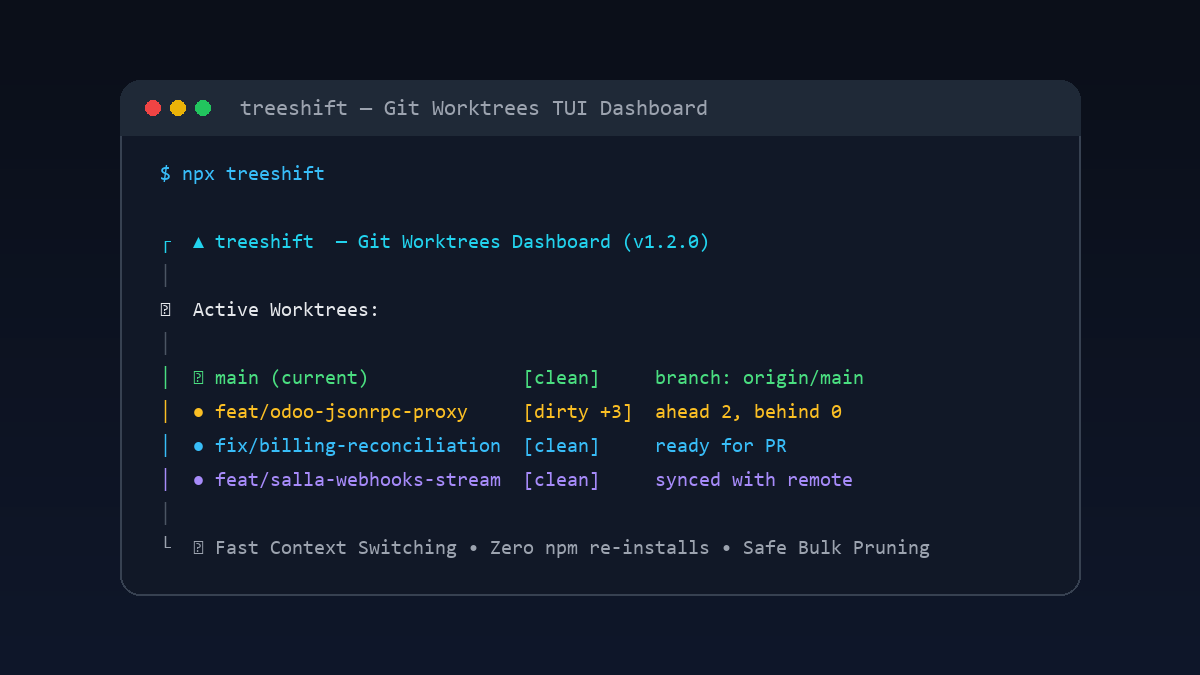 treeshift — Git Worktrees TUI Dashboard
$ npx treeshift
┌ ▲ treeshift — Git Worktrees Dashboard (v1.2.0)
Active Worktrees:
│ main (current) [clean] branch: origin/main
│ ● feat/odoo-jsonrpc-proxy [dirty +3] ahead 2, behind 0
│ ● fix/billing-reconciliation [clean] ready for PR
│ ● feat/salla-webhooks-stream [clean] synced with remote
└ Fast Context Switching • Zero npm re-installs • Safe Bulk Pruning